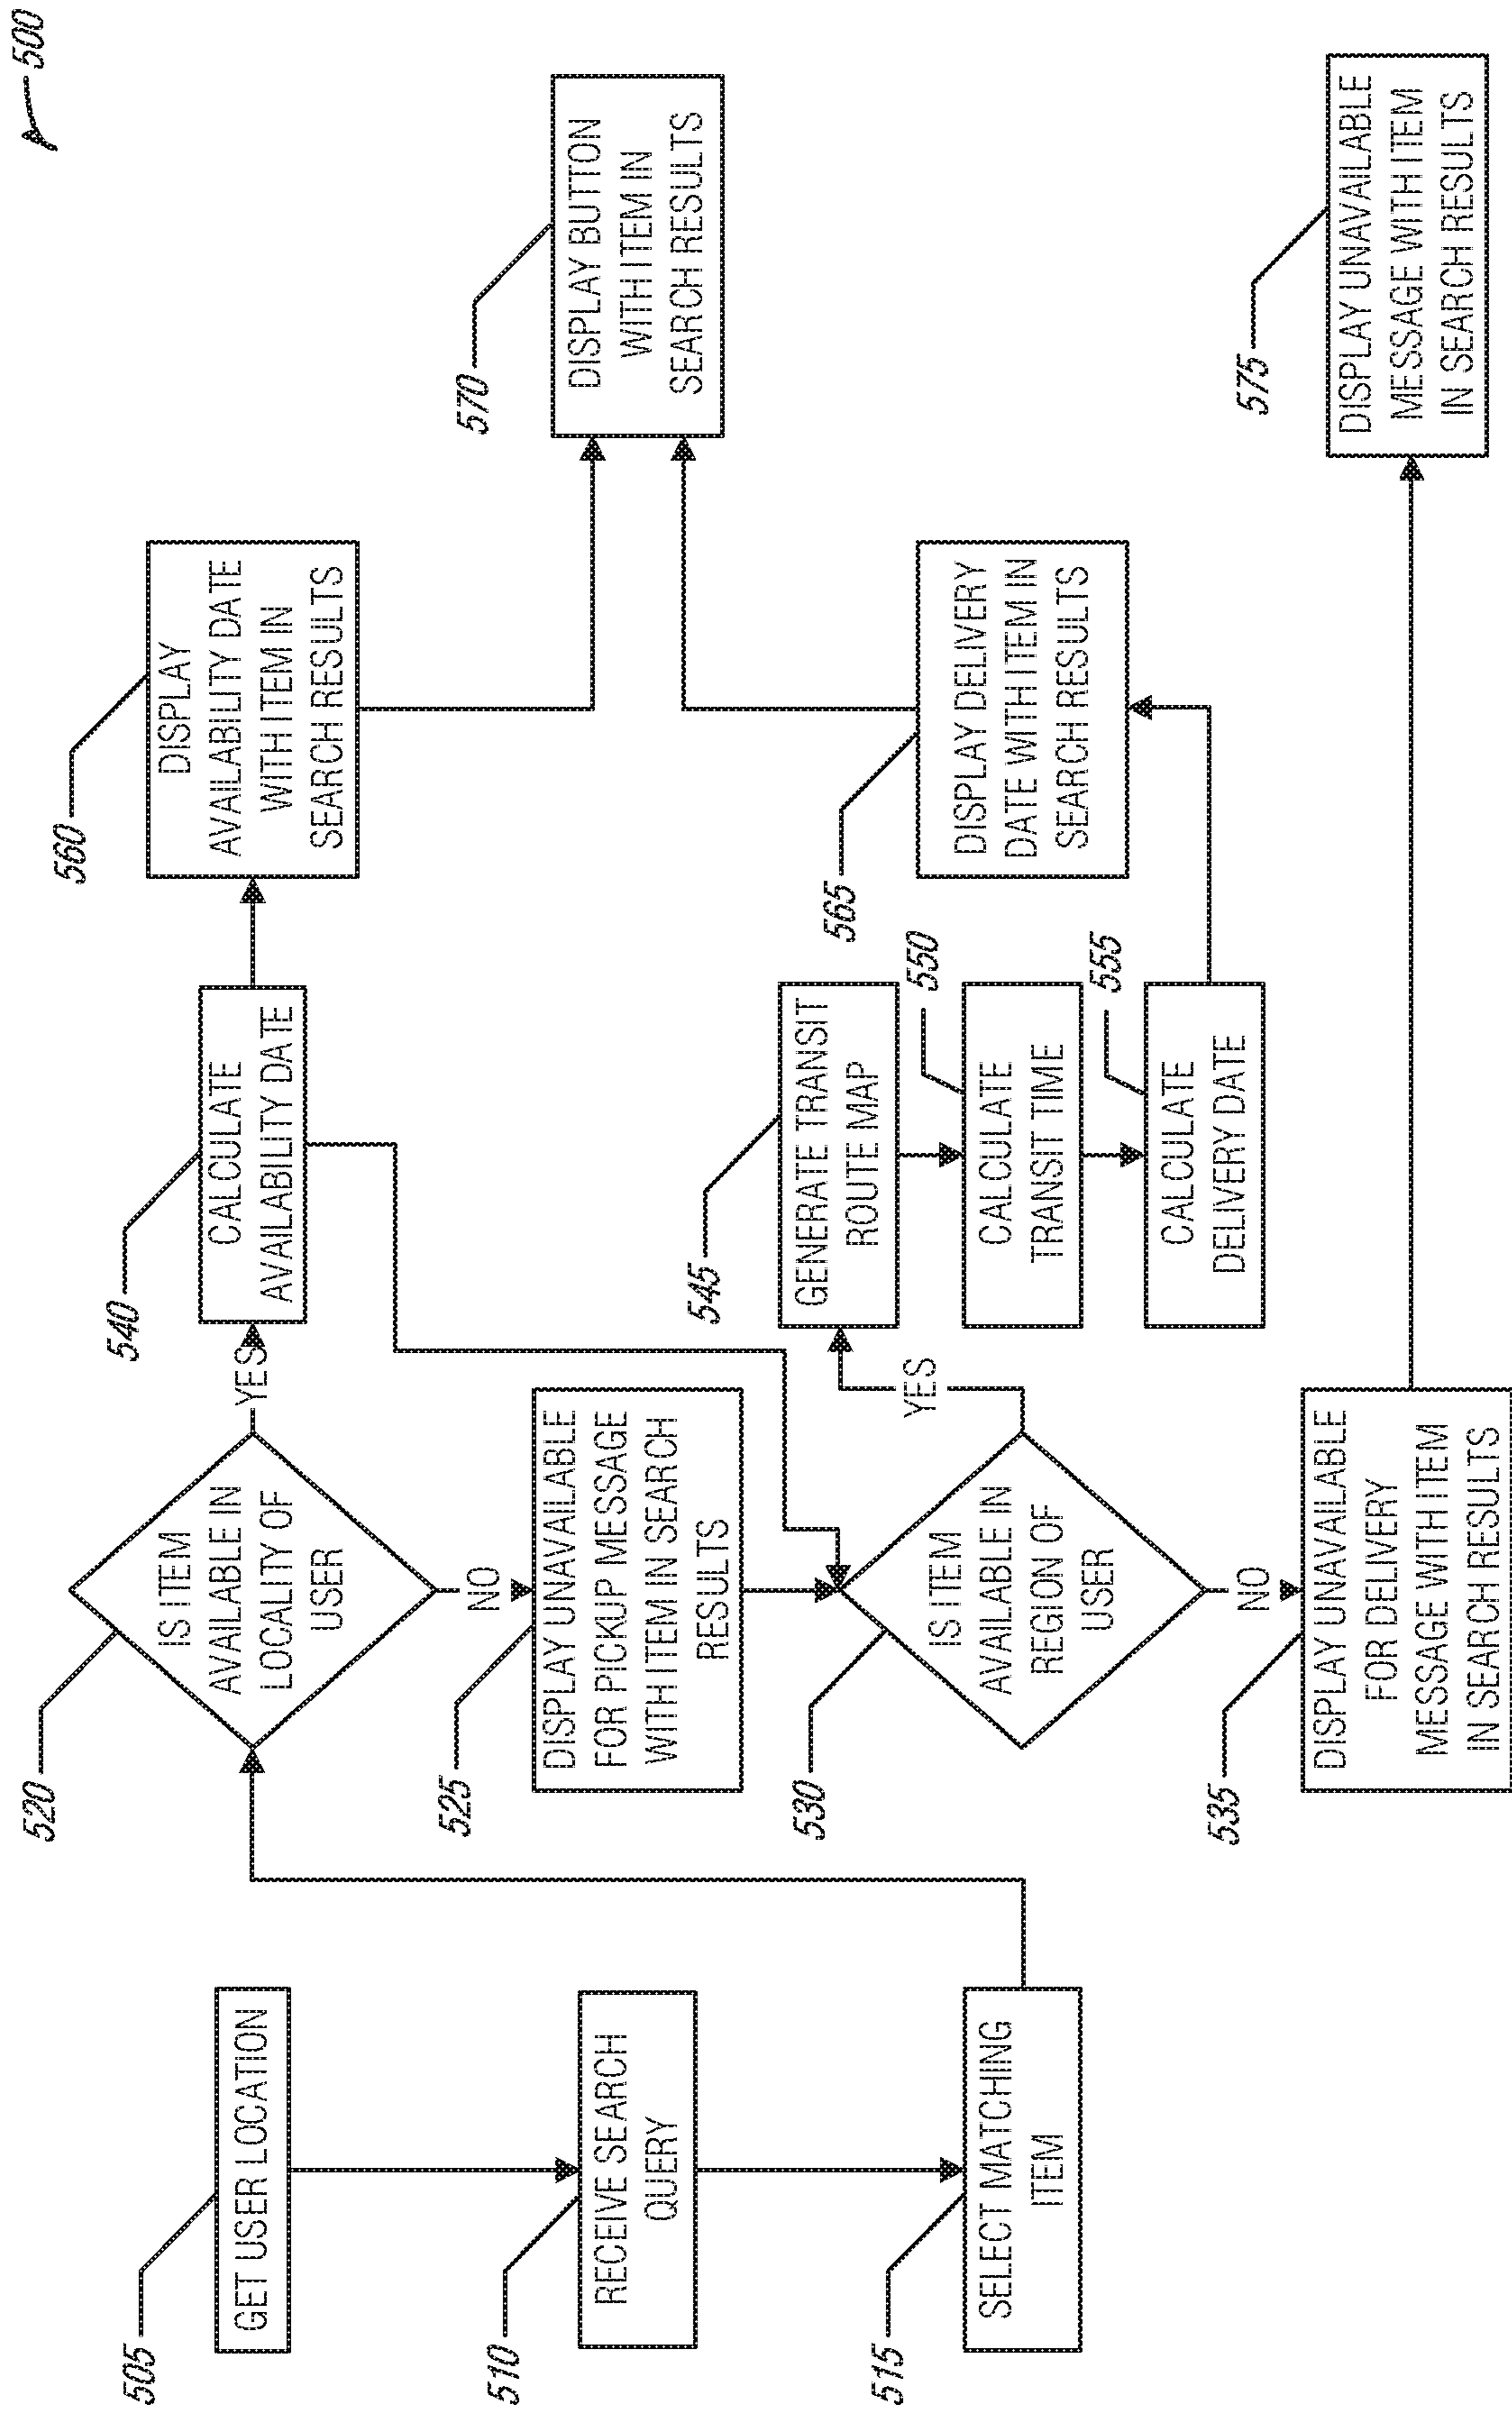 500
505
GET USER LOCATION
510
RECEIVE SEARCH
QUERY
515
SELECT MATCHING
ITEM
520
IS ITEM
AVAILABLE IN
LOCALITY OF
USER
YES
NO
525
DISPLAY UNAVAILABLE
FOR PICKUP MESSAGE
WITH ITEM IN SEARCH
RESULTS
530
IS ITEM
AVAILABLE IN
REGION OF
USER
YES
NO
535
DISPLAY UNAVAILABLE
FOR DELIVERY
MESSAGE WITH ITEM
IN SEARCH RESULTS
540
CALCULATE
AVAILABILITY DATE
545
GENERATE TRANSIT
ROUTE MAP
550
CALCULATE
TRANSIT TIME
555
CALCULATE
DELIVERY DATE
560
DISPLAY
AVAILABILITY DATE
WITH ITEM IN
SEARCH RESULTS
565
DISPLAY DELIVERY
DATE WITH ITEM IN
SEARCH RESULTS
570
DISPLAY BUTTON
WITH ITEM IN
SEARCH RESULTS
575
DISPLAY UNAVAILABLE
MESSAGE WITH ITEM
IN SEARCH RESULTS